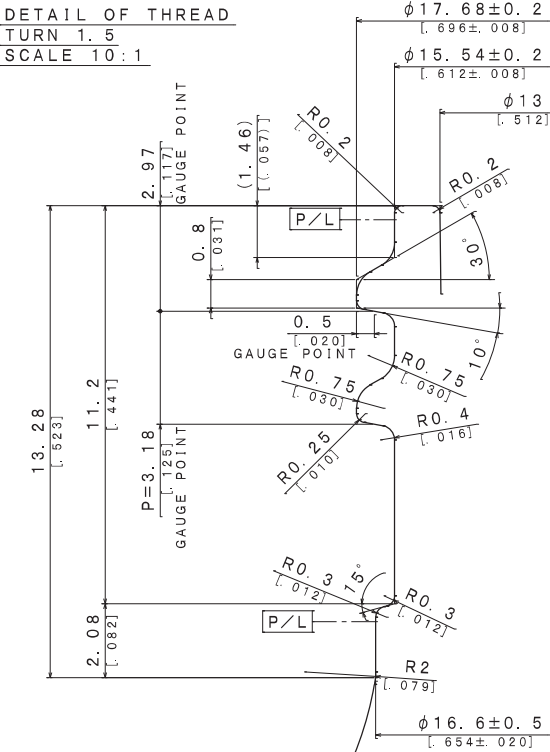 DETAIL OF THREAD
TURN 1.5
SCALE 10:1
φ17.68±0.2
[.696±.008]
φ15.54±0.2
[.612±.008]
φ13
[.512]
2.97
[.117]
GAUGE POINT
(1.46)
[(.057)]
R0.2
[.008]
R0.2
[.008]
P/L
0.8
[.031]
30°
0.5
[.020]
GAUGE POINT
10°
R0.75
[.030]
R0.75
[.030]
R0.4
[.016]
R0.25
[.010]
13.28
[.523]
11.2
[.441]
P=3.18
[.125]
GAUGE POINT
R0.3
[.012]
15°
R0.3
[.012]
P/L
2.08
[.082]
R2
[.079]
φ16.6±0.5
[.654±.020]